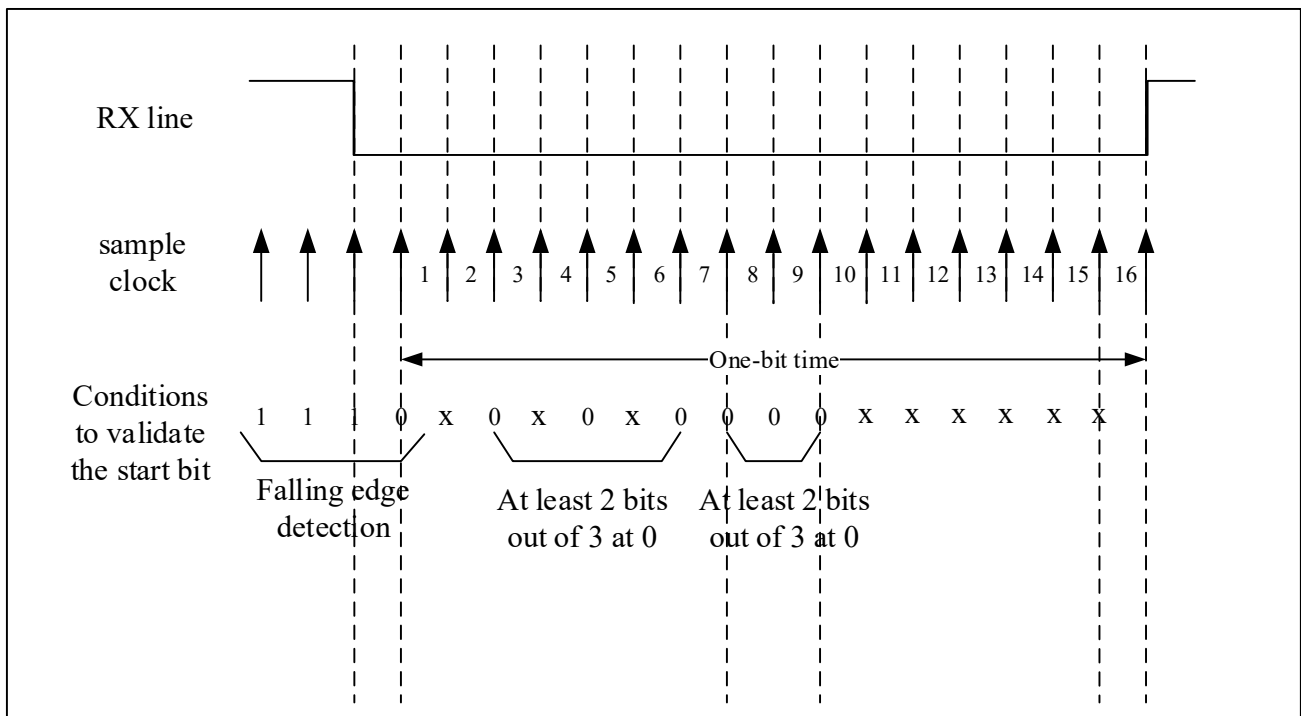 RX line
sample
clock
1 2 3 4 5 6 7 8 9 10 11 12 13 14 15 16
One-bit time
Conditions
to validate
the start bit
1 1 1 0 x 0 x 0 x 0 0 0 0 x x x x x x
Falling edge
detection
At least 2 bits
out of 3 at 0
At least 2 bits
out of 3 at 0